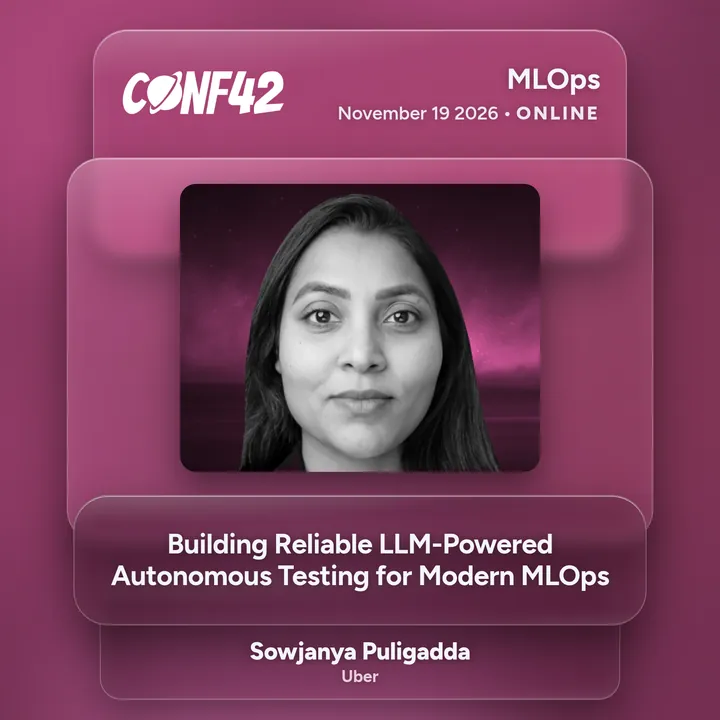 CONF42
MLOps
November 19 2026 • ONLINE
Building Reliable LLM-Powered
Autonomous Testing for Modern MLOps
Sowjanya Puligadda
Uber